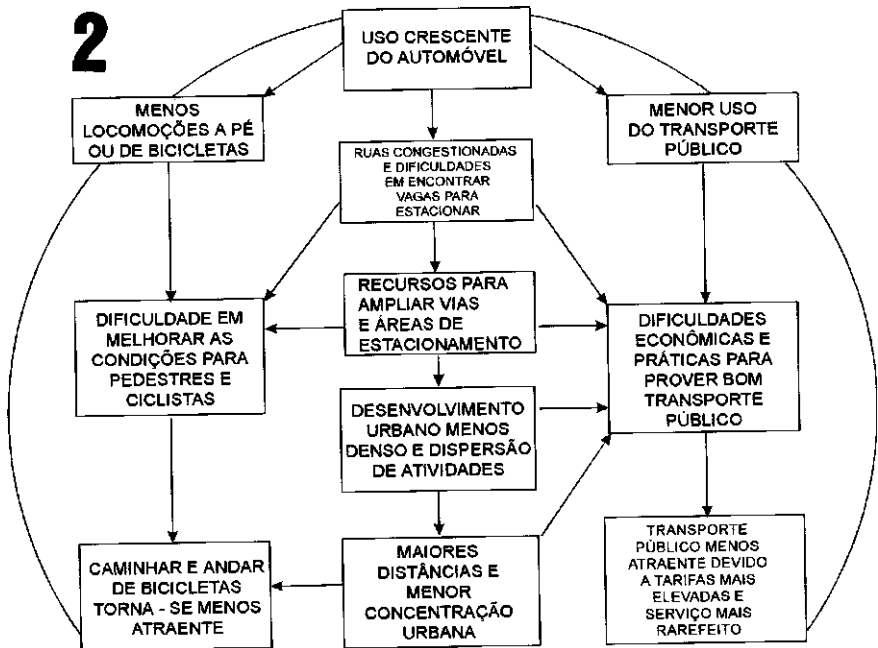 2
USO CRESCENTE
DO AUTOMÓVEL
MENOS
LOCOMOÇÕES A PÉ
OU DE BICICLETAS
MENOR USO
DO TRANSPORTE
PÚBLICO
RUAS CONGESTIONADAS
E DIFICULDADES
EM ENCONTRAR
VAGAS PARA
ESTACIONAR
RECURSOS PARA
AMPLIAR VIAS
E ÁREAS DE
ESTACIONAMENTO
DIFICULDADE EM
MELHORAR AS
CONDIÇÕES PARA
PEDESTRES E
CICLISTAS
DIFICULDADES
ECONÔMICAS E
PRÁTICAS PARA
PROVER BOM
TRANSPORTE
PÚBLICO
DESENVOLVIMENTO
URBANO MENOS
DENSO E DISPERSÃO
DE ATIVIDADES
CAMINHAR E ANDAR
DE BICICLETAS
TORNA - SE MENOS
ATRAENTE
MAIORES
DISTÂNCIAS E
MENOR
CONCENTRAÇÃO
URBANA
TRANSPORTE
PÚBLICO MENOS
ATRAENTE DEVIDO
A TARIFAS MAIS
ELEVADAS E
SERVIÇO MAIS
RAREFEITO